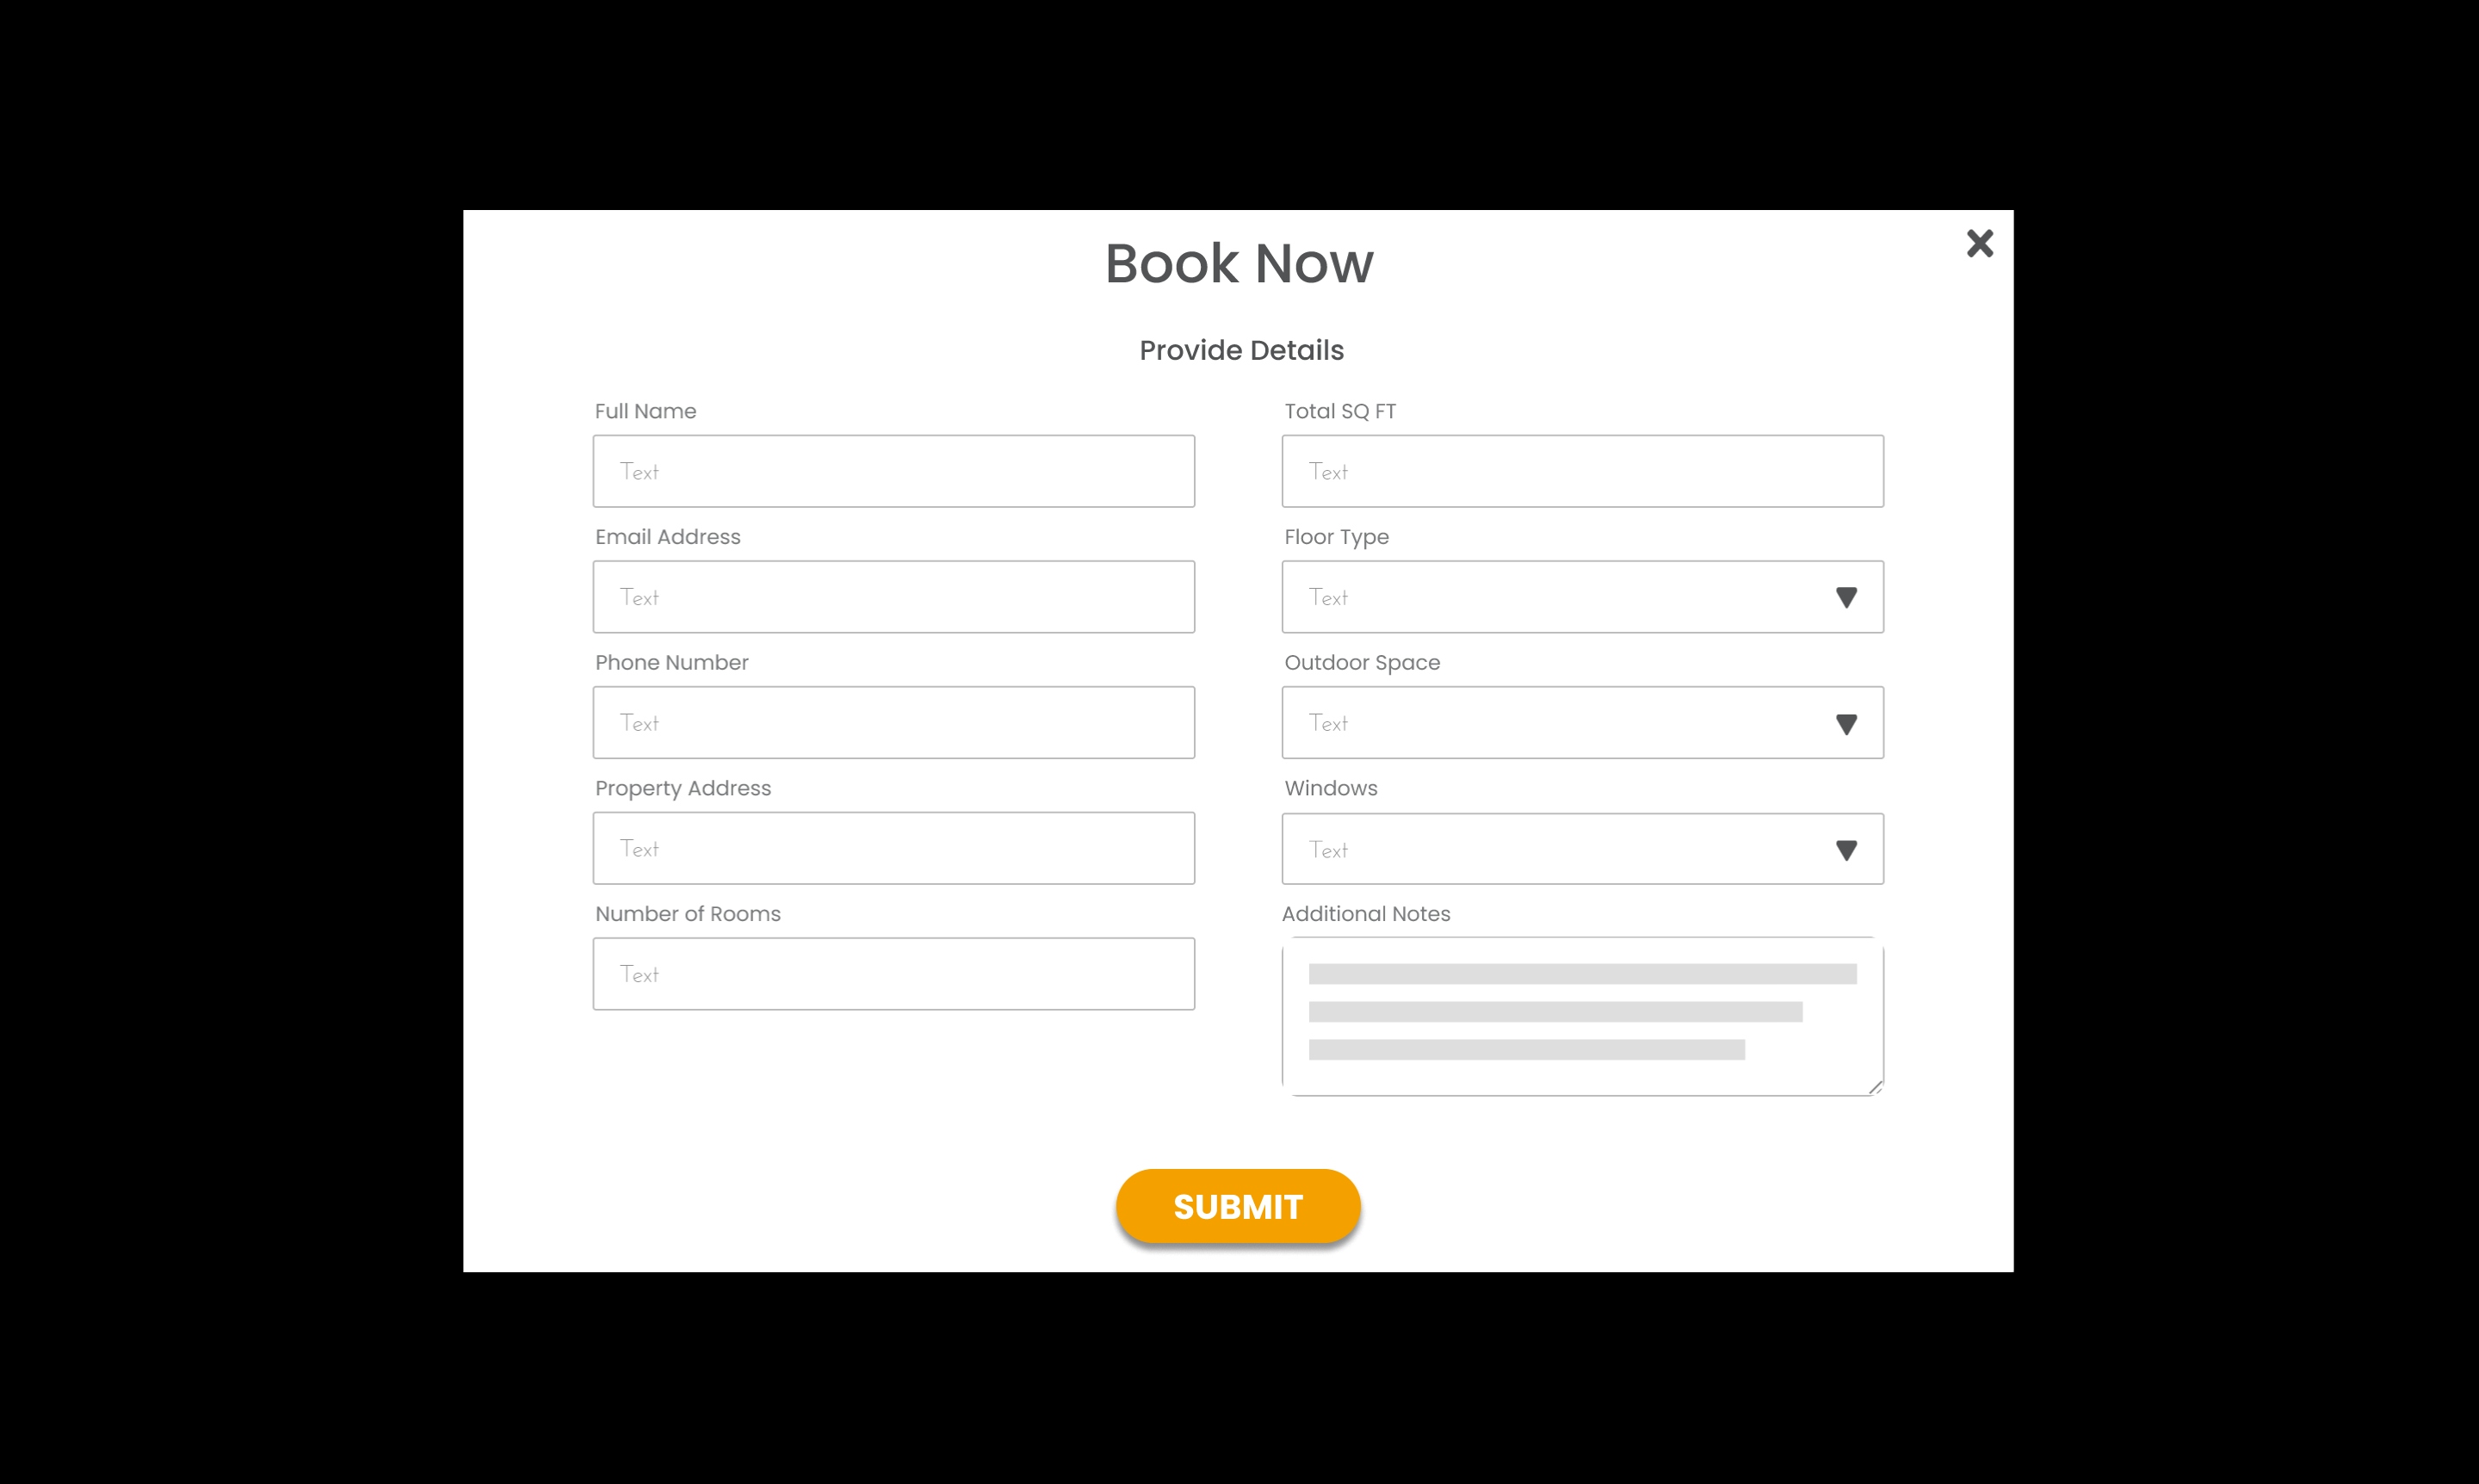 Book Now
Provide Details
Full Name
Text
Email Address
Text
Phone Number
Text
Property Address
Text
Number of Rooms
Text
Total SQ FT
Text
Floor Type
Text
Outdoor Space
Text
Windows
Text
Additional Notes
SUBMIT